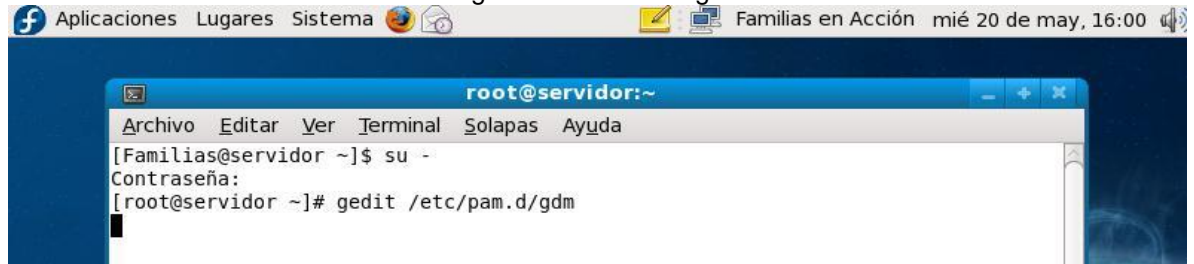 Aplicaciones Lugares Sistema Familias en Acción mié 20 de may, 16:00
root@servidor:~
Archivo Editar Ver Terminal Solapas Ayuda
[Familias@servidor ~]$ su -
Contraseña:
[root@servidor ~]# gedit /etc/pam.d/gdm